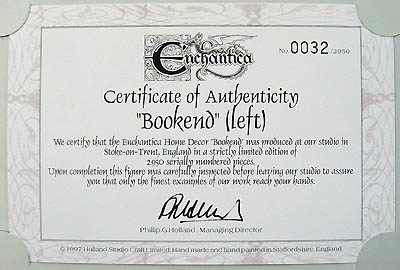 No. 0032/2950
Enchantica
Certificate of Authenticity
"Bookend" (left)
We certify that the Enchantica Home Decor "Bookend" was produced at our studio in
Stoke-on-Trent, England in a strictly limited edition of
2950 serially numbered pieces.
Upon completion this figure was carefully inspected before leaving our studio to assure
you that only the finest examples of our work reach your hands.
Phillip.G.Holland . Managing Director
© 1997 Holland Studio Craft Limited. Hand made and hand painted in Staffordshire, England.